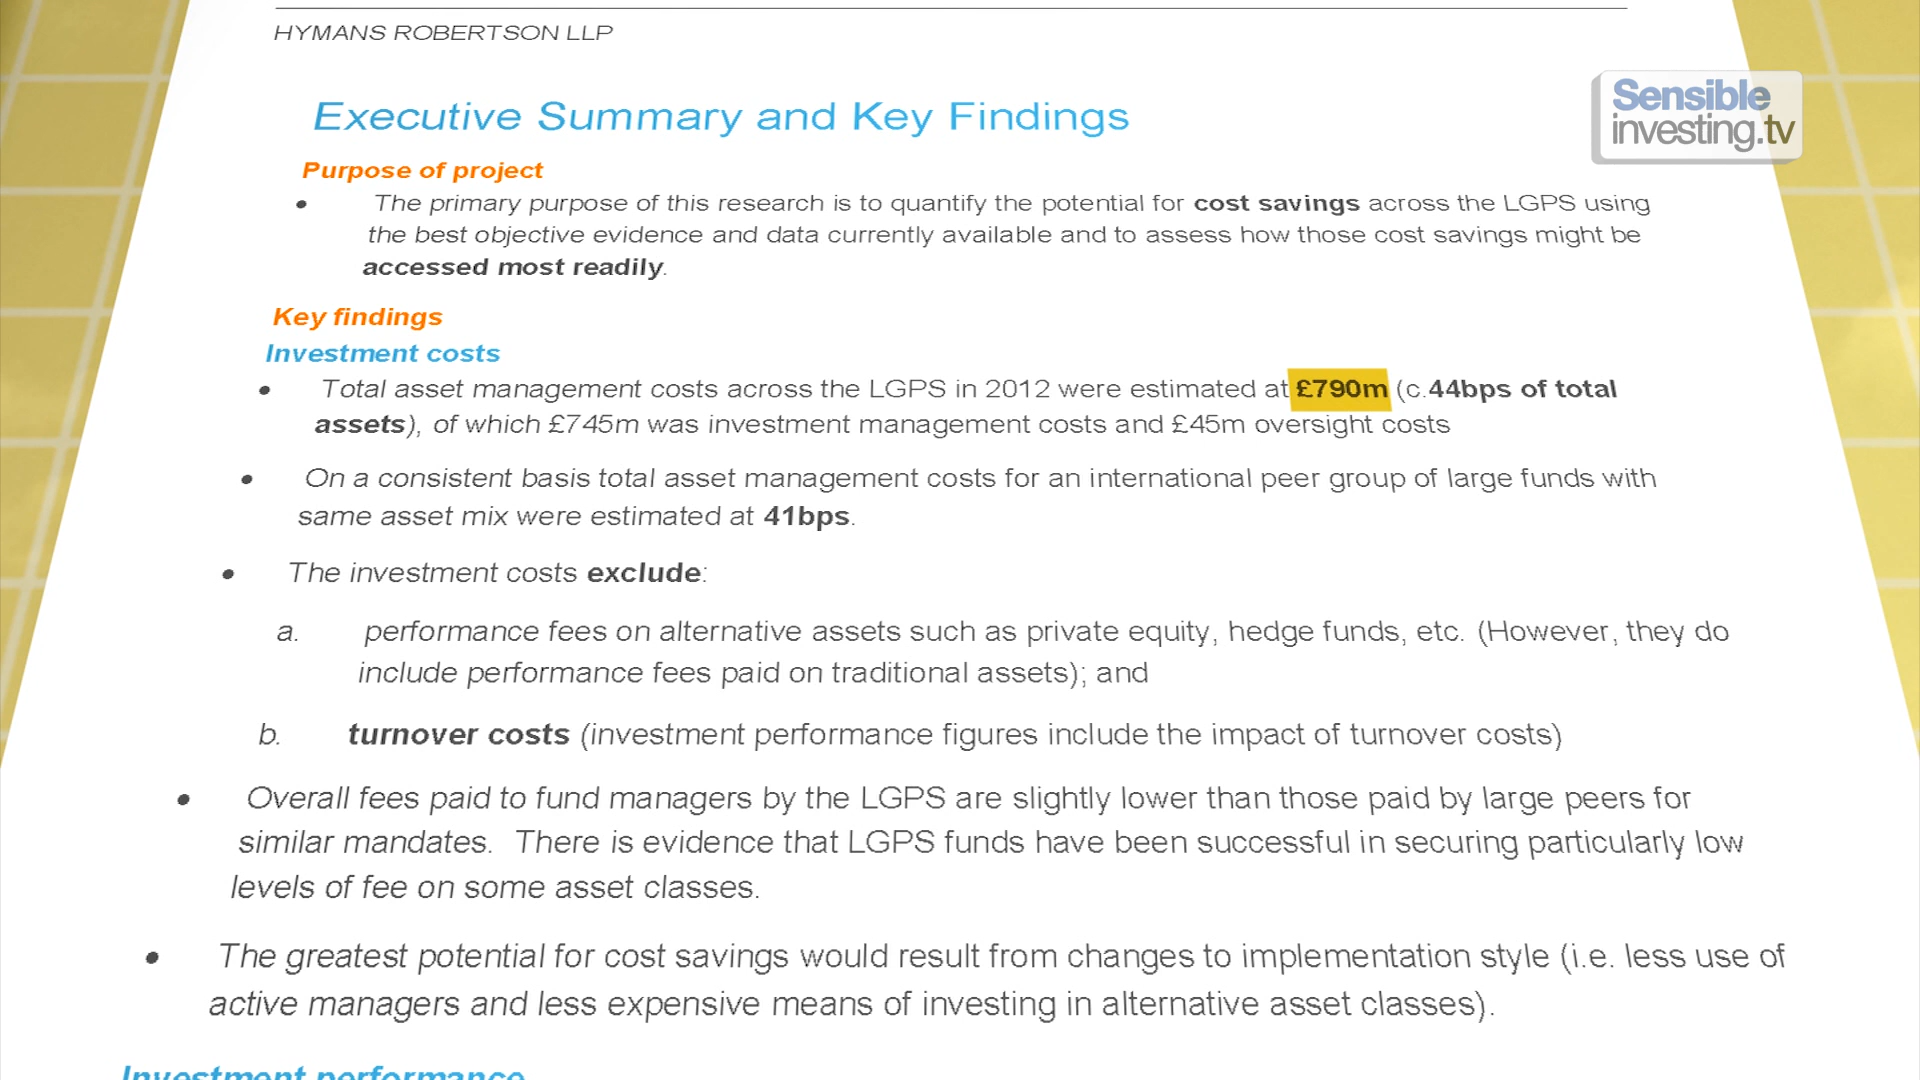 HYMANS ROBERTSON LLP
Sensible
investing.tv
Executive Summary and Key Findings
Purpose of project
• The primary purpose of this research is to quantify the potential for cost savings across the LGPS using
the best objective evidence and data currently available and to assess how those cost savings might be
accessed most readily.
Key findings
Investment costs
• Total asset management costs across the LGPS in 2012 were estimated at £790m (c.44bps of total
assets), of which £745m was investment management costs and £45m oversight costs
• On a consistent basis total asset management costs for an international peer group of large funds with
same asset mix were estimated at 41bps.
• The investment costs exclude:
a. performance fees on alternative assets such as private equity, hedge funds, etc. (However, they do
include performance fees paid on traditional assets); and
b. turnover costs (investment performance figures include the impact of turnover costs)
• Overall fees paid to fund managers by the LGPS are slightly lower than those paid by large peers for
similar mandates. There is evidence that LGPS funds have been successful in securing particularly low
levels of fee on some asset classes.
• The greatest potential for cost savings would result from changes to implementation style (i.e. less use of
active managers and less expensive means of investing in alternative asset classes).
Investment performance